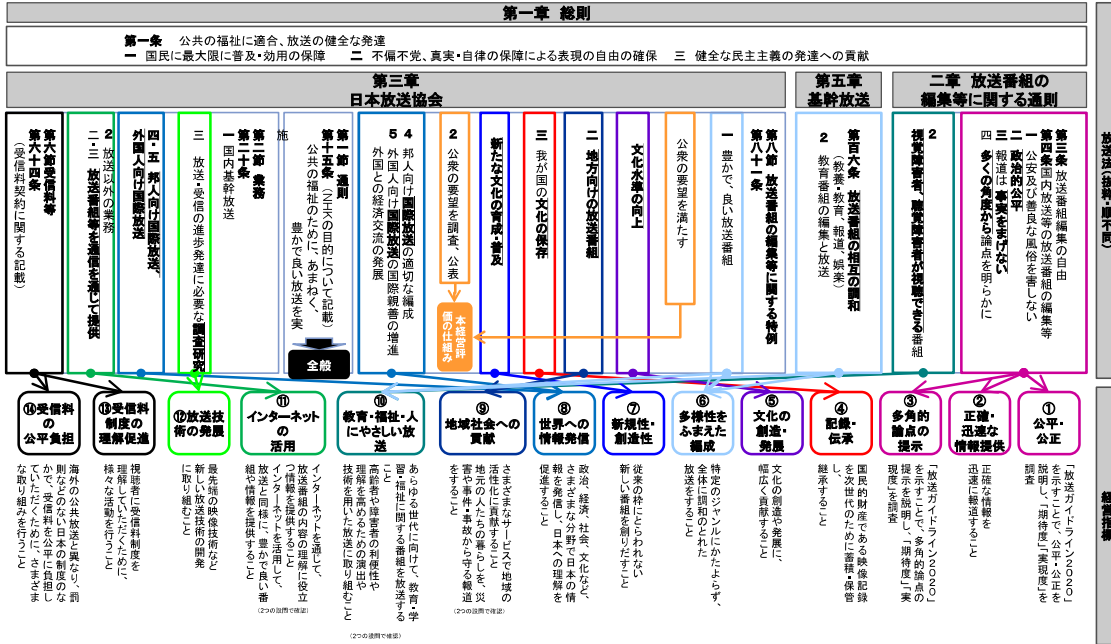 第一章 総則
第一条　公共の福祉に適合、放送の健全な発達
一　国民に最大限に普及・効用の保障　二　不偏不党、真実・自律の保障による表現の自由の確保　三　健全な民主主義の発達への貢献
放送法(抜粋・順不同)
二章 放送番組の
編集等に関する通則
第三条 放送番組編集の自由
第四条国内放送等の放送番組の編集等
一 公安及び善良な風俗を害しない
二 政治的公平
三 報道は事実をまげない
四 多くの角度から論点を明らかに
2
視覚障害者、聴覚障害者が視聴できる番組
第五章
基幹放送
第百六条 放送番組の相互の調和
(教養・教育、報道、娯楽)
2 教育番組の編集と放送
第三章
日本放送協会
第八節 放送番組の編集等に関する特例
第八十一条
一 豊かで、良い放送番組
公衆の要望を満たす
文化水準の向上
二 地方向けの放送番組
三 我が国の文化の保存
新たな文化の育成・普及
2 公衆の要望を調査、公表
本経営評
価の仕組み
4 邦人向け国際放送の適切な編成
5 外国人向け国際放送の国際親善の増進
外国との経済交流の発展
第一節 通則
第十五条(2正天の目的について記載)
公共の福祉のために、あまねく、
豊かで良い放送を実
施
全般
第二節 業務
第二十条
一 国内基幹放送
三 放送・受信の進歩発達に必要な調査研究
四・五 邦人向け国際放送、
外国人向け国際放送
2 放送以外の業務
二・三 放送番組等を通信を通じて提供
第六節受信料等
第六十四条
(受信料契約に関する記載)
経営指標
①
公平・
公正
「放送ガイドライン2020」
を示すことで、公平・公正を
説明し、「期待度」「実現度」を
調査
②
正確・
迅速な
情報提供
正確な情報を
迅速に報道すること
③
多角的
論点の
提示
「放送ガイドライン2020」
を示すことで、多角的論点の
提示を説明し、「期待度」「実
現度」を調査
④
記録・
伝承
国民的財産である映像記録
を次世代のために蓄積・保管
継承すること
⑤
文化の
創造・
発展
文化の創造や発展に、
幅広く貢献すること
⑥
多様性を
ふまえた
編成
特定のジャンルにかたよらず、
全体に調和のとれた
放送をすること
⑦
新規性・
創造性
従来の枠にとらわれない
新しい番組を創りだすこと
⑧
世界への
情報発信
政治、経済、社会、文化など、
さまざまな分野で日本の情
報を発信し、日本への理解を
促進すること
⑨
地域社会への
貢献
さまざまなサービスで地域の
活性化に貢献すること
地元の人たちの暮らしを、災
害や事件・事故から守る報道
をすること
(2つの設問で確認)
⑩
教育・福祉・人
にやさしい放
送
あらゆる世代に向けて、教育・学
習・福祉に関する番組を放送する
こと
高齢者や障害者の利便性や
理解を高めるための演出や
技術を用いた放送に取り組むこと
(2つの設問で確認)
⑪
インターネット
の
活用
インターネットを通じて、
放送番組の内容の理解に役立
つ情報を提供すること
インターネットを活用して、
放送と同様に、豊かで良い番
組や情報を提供すること
(2つの設問で確認)
⑫放送技
術の発展
最先端の映像技術など
新しい放送技術の開発
に取り組むこと
⑬受信料
制度の
理解促進
視聴者に受信料制度を
理解していただくために、
様々な活動を行うこと
⑭受信料
の
公平負担
海外の公共放送と異なり、罰
則などのない日本の制度のな
かで、受信料を公平に負担し
ていただくために、さまざま
な取り組みを行うこと